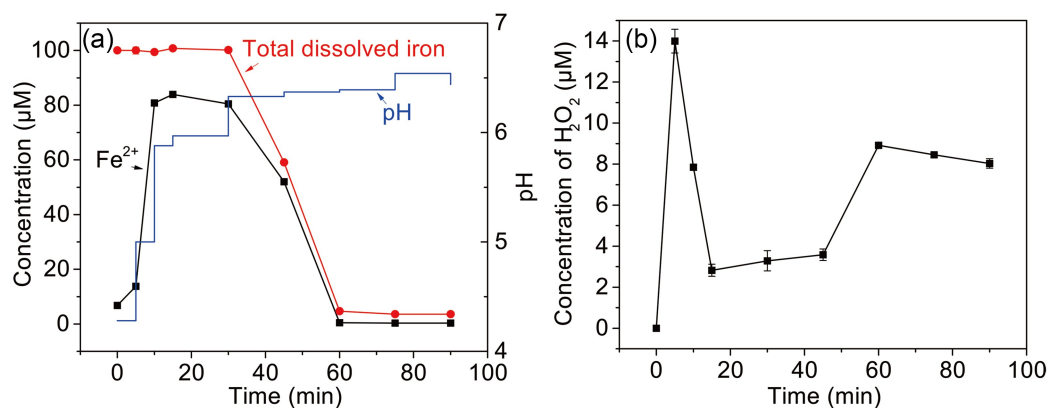 (a)
Total dissolved iron
pH
Fe2+
Concentration (μM)
100
80
60
40
20
0
0 20 40 60 80 100
Time (min)
7
6
5
4
pH
(b)
Concentration of H2O2 (μM)
14
12
10
8
6
4
2
0
0 20 40 60 80 100
Time (min)